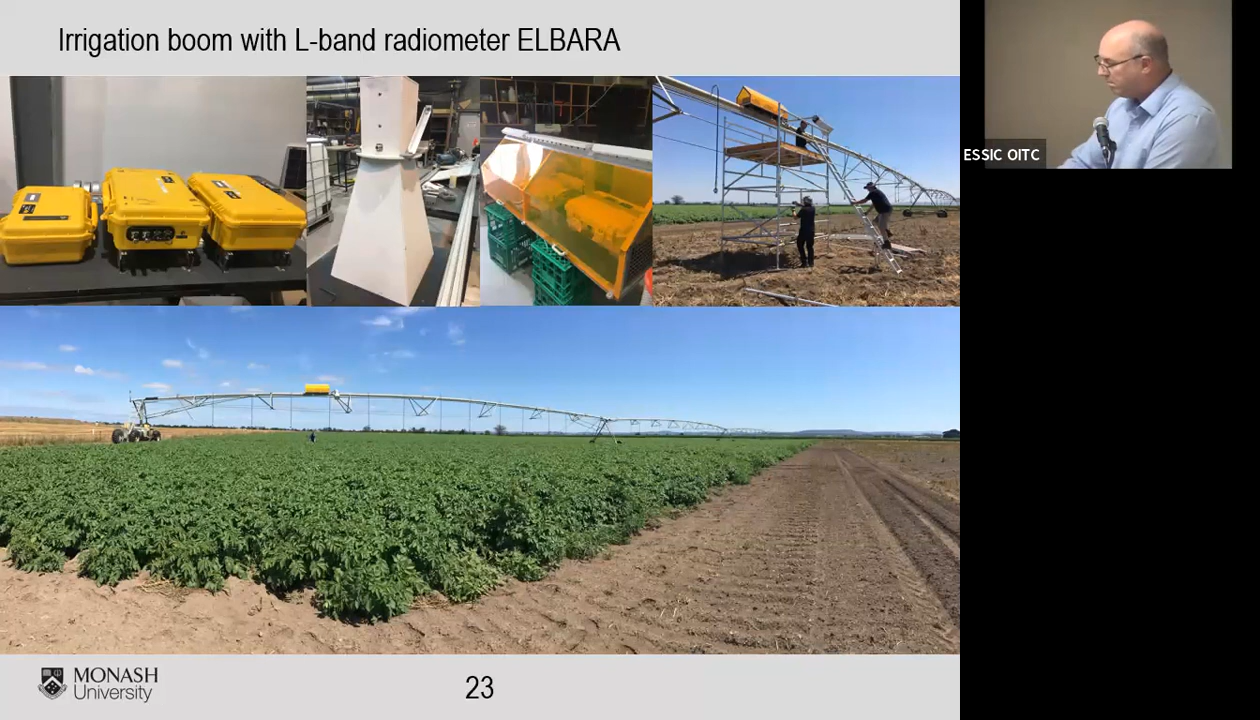 Irrigation boom with L-band radiometer ELBARA
ESSIC OITC
MONASH
University
23